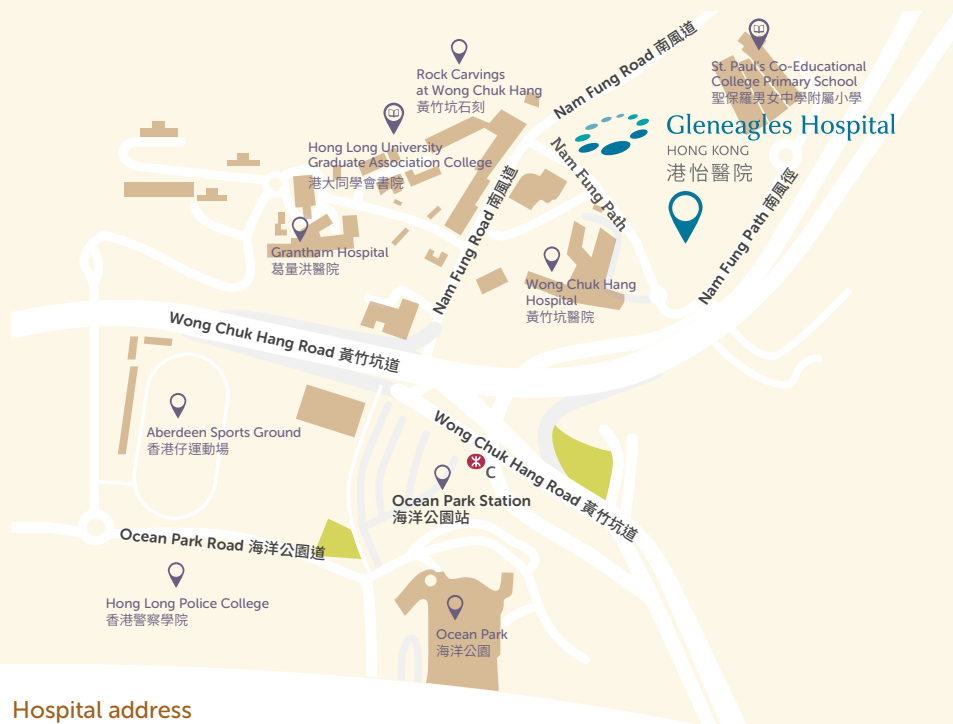 Nam Fung Road 南風道
Rock Carvings
at Wong Chuk Hang
黃竹坑石刻
St. Paul's Co-Educational
College Primary School
聖保羅男女中學附屬小學
Gleneagles Hospital
HONG KONG
港怡醫院
Hong Long University
Graduate Association College
港大同學會書院
Nam Fung Path
Nam Fung Road 南風道
Nam Fung Path 南風徑
Grantham Hospital
葛量洪醫院
Wong Chuk Hang
Hospital
黃竹坑醫院
Wong Chuk Hang Road 黃竹坑道
Aberdeen Sports Ground
香港仔運動場
Wong Chuk Hang Road 黃竹坑道
C
Ocean Park Station
海洋公園站
Ocean Park Road 海洋公園道
Hong Long Police College
香港警察學院
Ocean Park
海洋公園
Hospital address